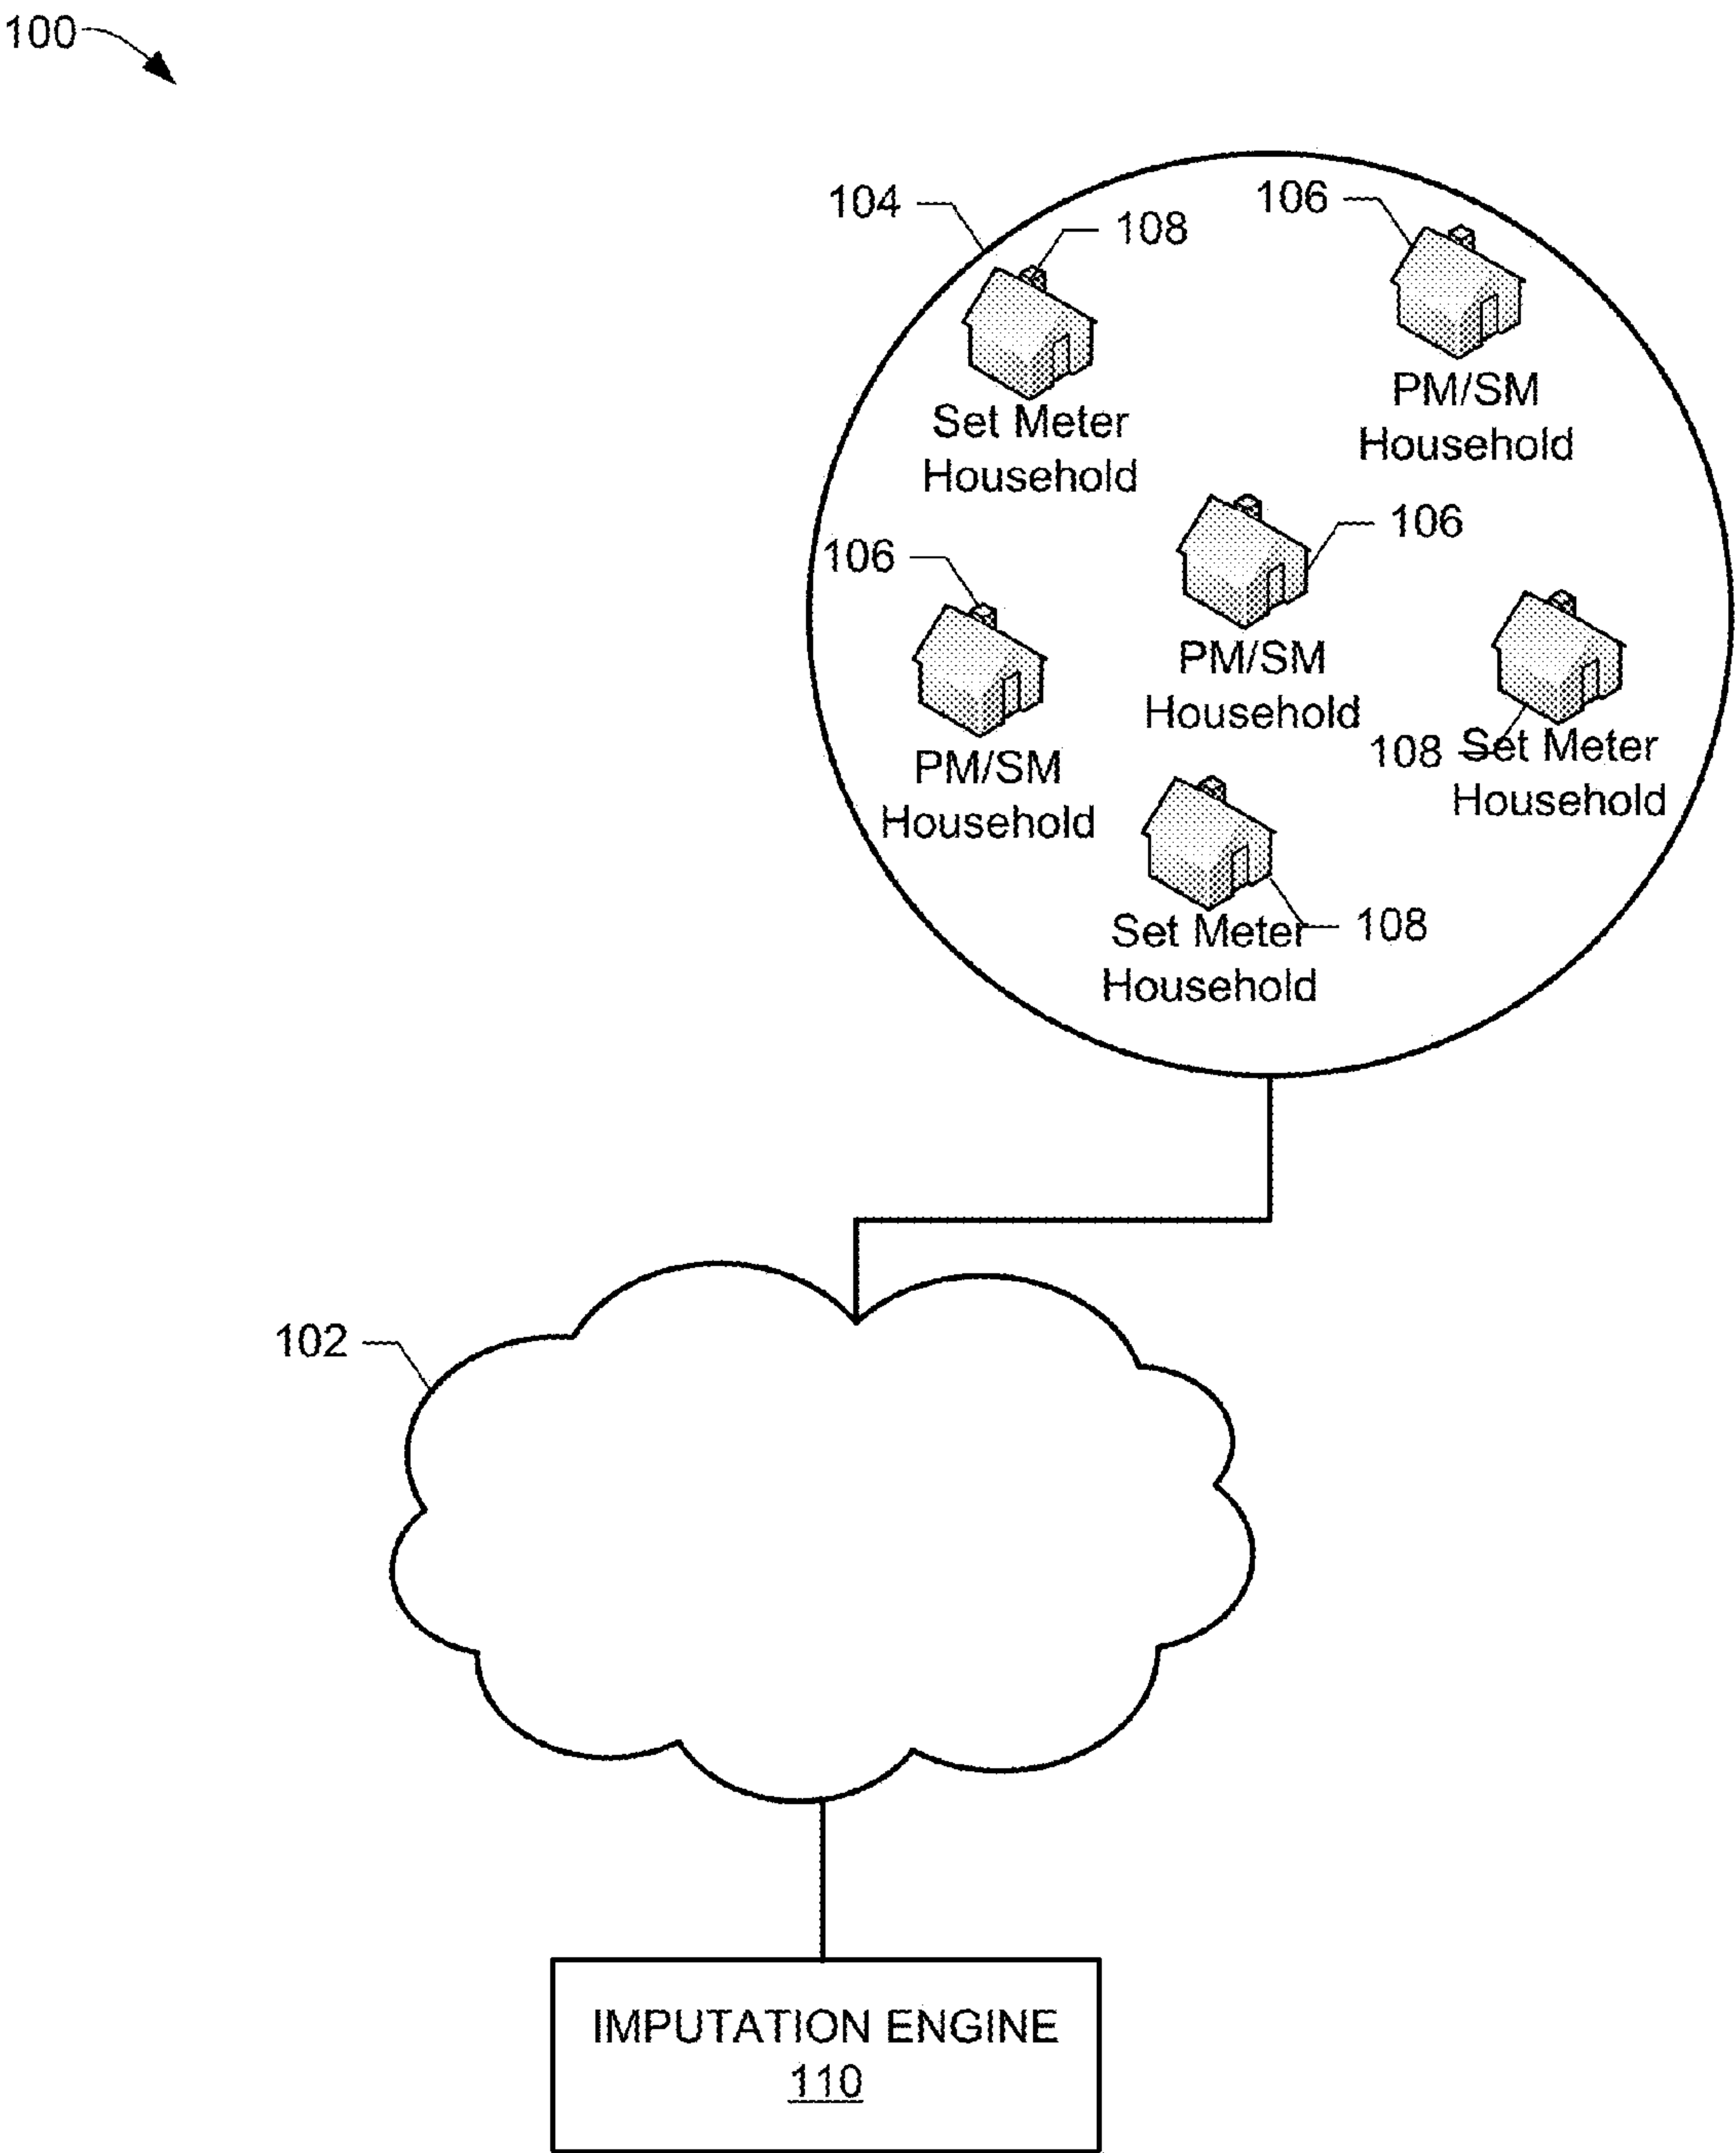 100
104
108
106
Set Meter
Household
PM/SM
Household
106
106
PM/SM
Household
PM/SM
Household
108
Set Meter
Household
Set Meter
Household
108
102
IMPUTATION ENGINE
110